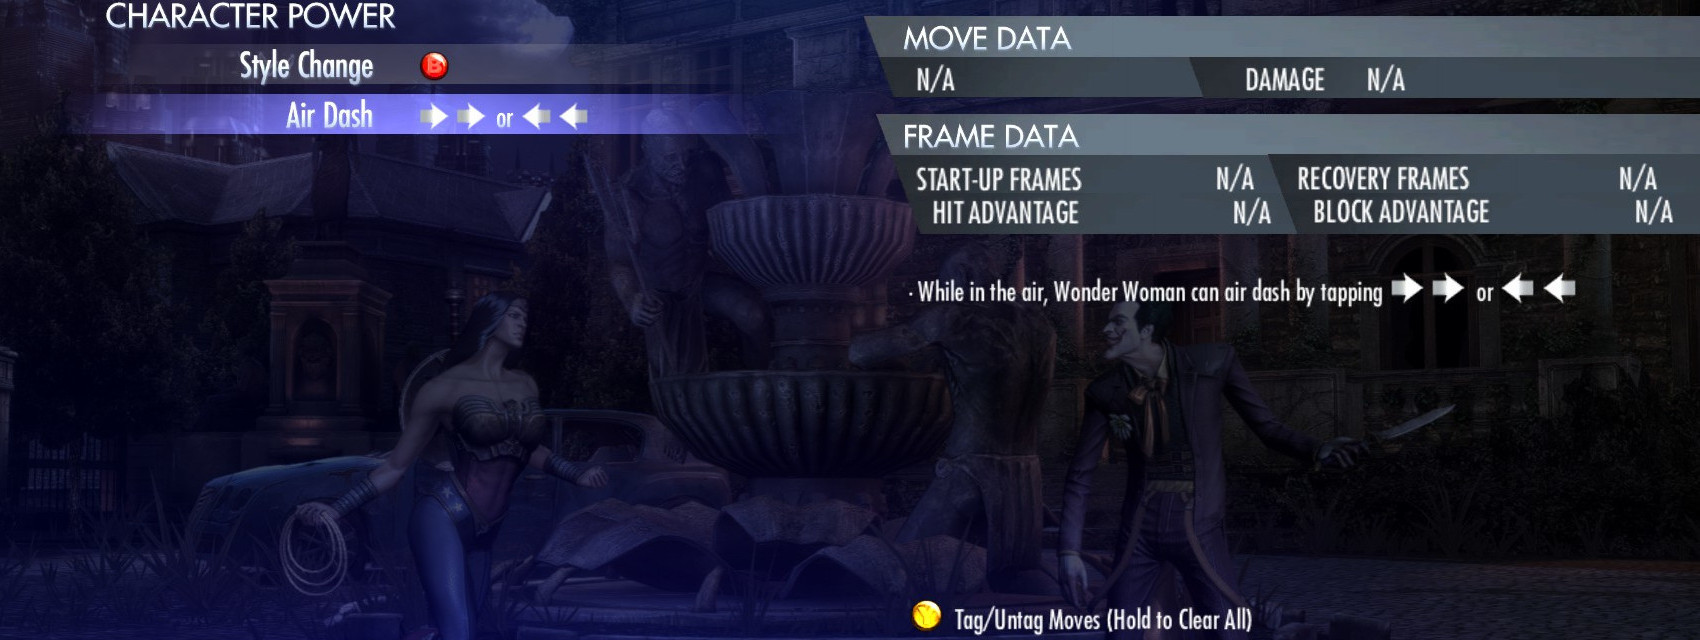 CHARACTER POWER
Style Change B
Air Dash or
MOVE DATA
N/A DAMAGE N/A
FRAME DATA
START-UP FRAMES N/A RECOVERY FRAMES N/A
HIT ADVANTAGE N/A BLOCK ADVANTAGE N/A
· While in the air, Wonder Woman can air dash by tapping or
Y Tag/Untag Moves (Hold to Clear All)